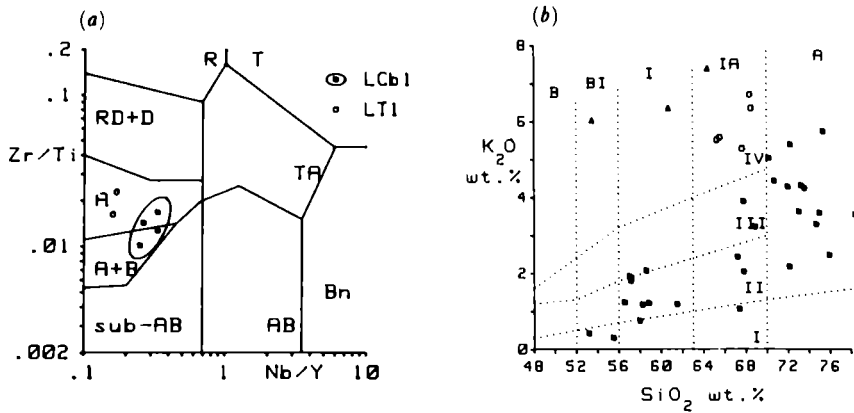 (a)
.2
.1
Zr/Ti
.01
.002
.1
1
10
Nb/Y
R
T
RD+D
TA
A
A+B
sub-AB
AB
Bn
LCb1
LT1
(b)
8
6
K2O
wt.%
4
2
0
B
BI
I
IA
A
IV
III
II
I
48
52
56
60
64
68
72
76
SiO2 wt.%